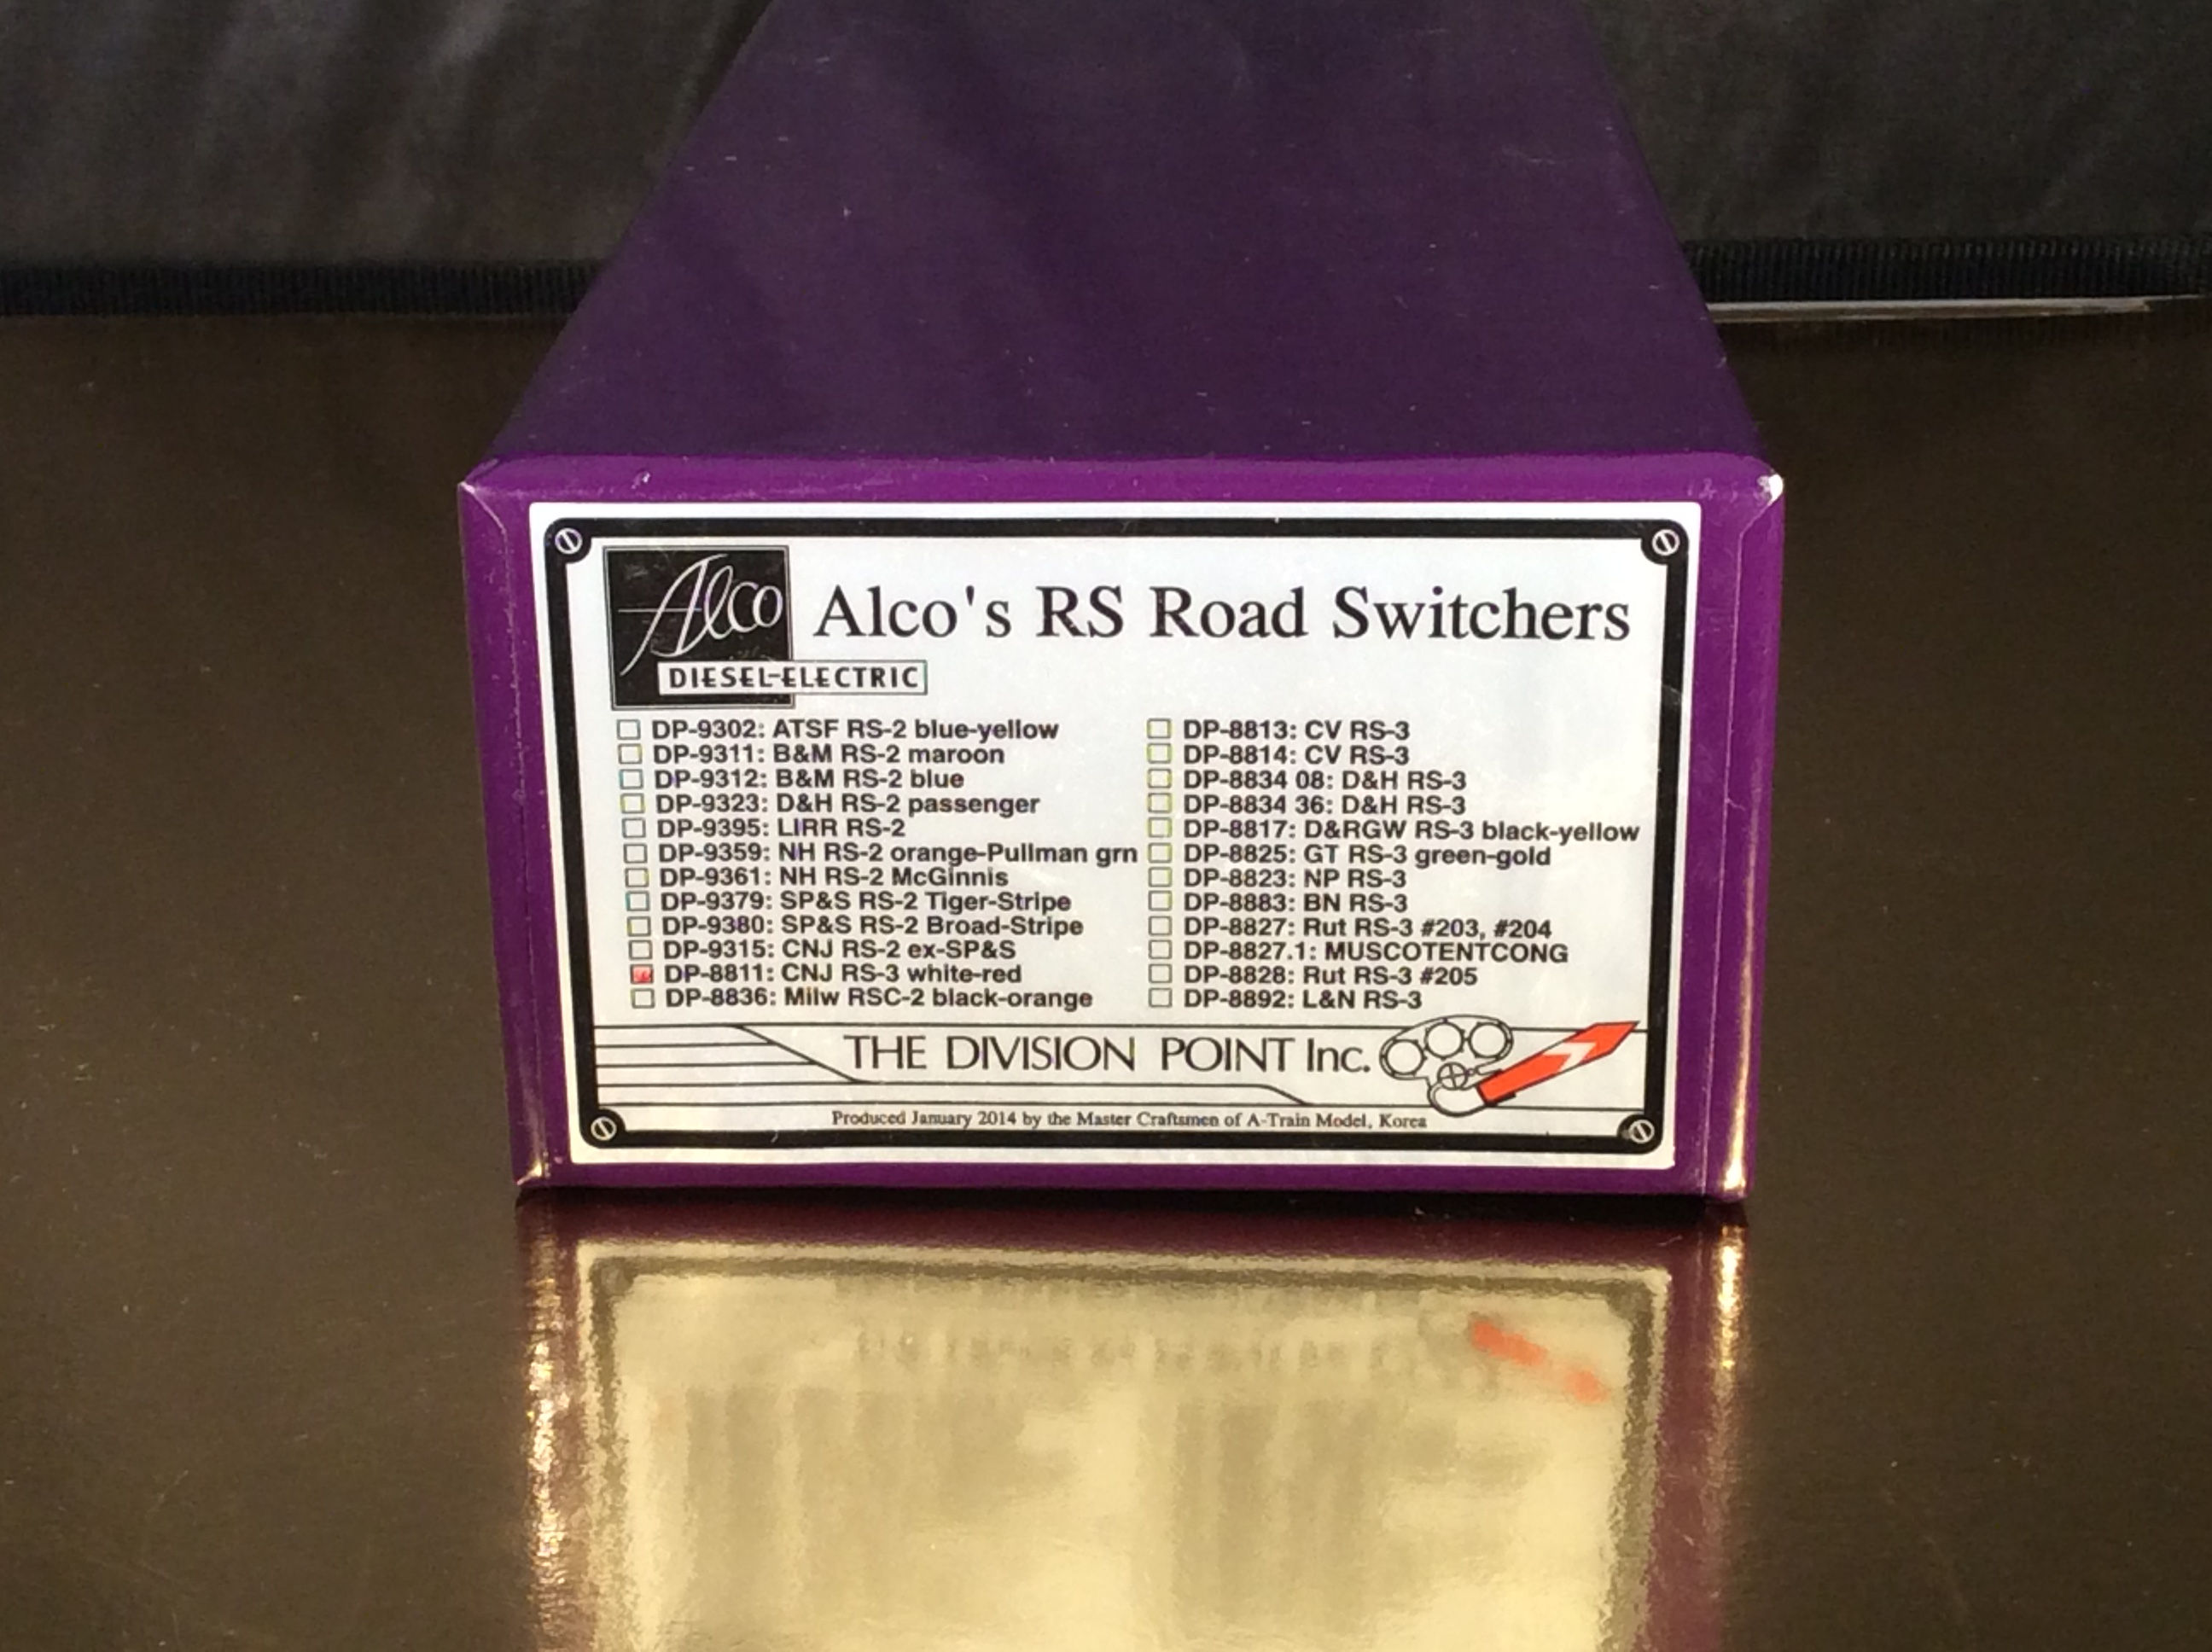 Alco
DIESEL-ELECTRIC
Alco's RS Road Switchers
DP-9302: ATSF RS-2 blue-yellow
DP-9311: B&M RS-2 maroon
DP-9312: B&M RS-2 blue
DP-9323: D&H RS-2 passenger
DP-9395: LIRR RS-2
DP-9359: NH RS-2 orange-Pullman grn
DP-9361: NH RS-2 McGinnis
DP-9379: SP&S RS-2 Tiger-Stripe
DP-9380: SP&S RS-2 Broad-Stripe
DP-9315: CNJ RS-2 ex-SP&S
DP-8811: CNJ RS-3 white-red
DP-8836: Milw RSC-2 black-orange
DP-8813: CV RS-3
DP-8814: CV RS-3
DP-8834 08: D&H RS-3
DP-8834 36: D&H RS-3
DP-8817: D&RGW RS-3 black-yellow
DP-8825: GT RS-3 green-gold
DP-8823: NP RS-3
DP-8883: BN RS-3
DP-8827: Rut RS-3 #203, #204
DP-8827.1: MUSCOTENTCONG
DP-8828: Rut RS-3 #205
DP-8892: L&N RS-3
THE DIVISION POINT Inc.
Produced January 2014 by the Master Craftsmen of A-Train Model, Korea